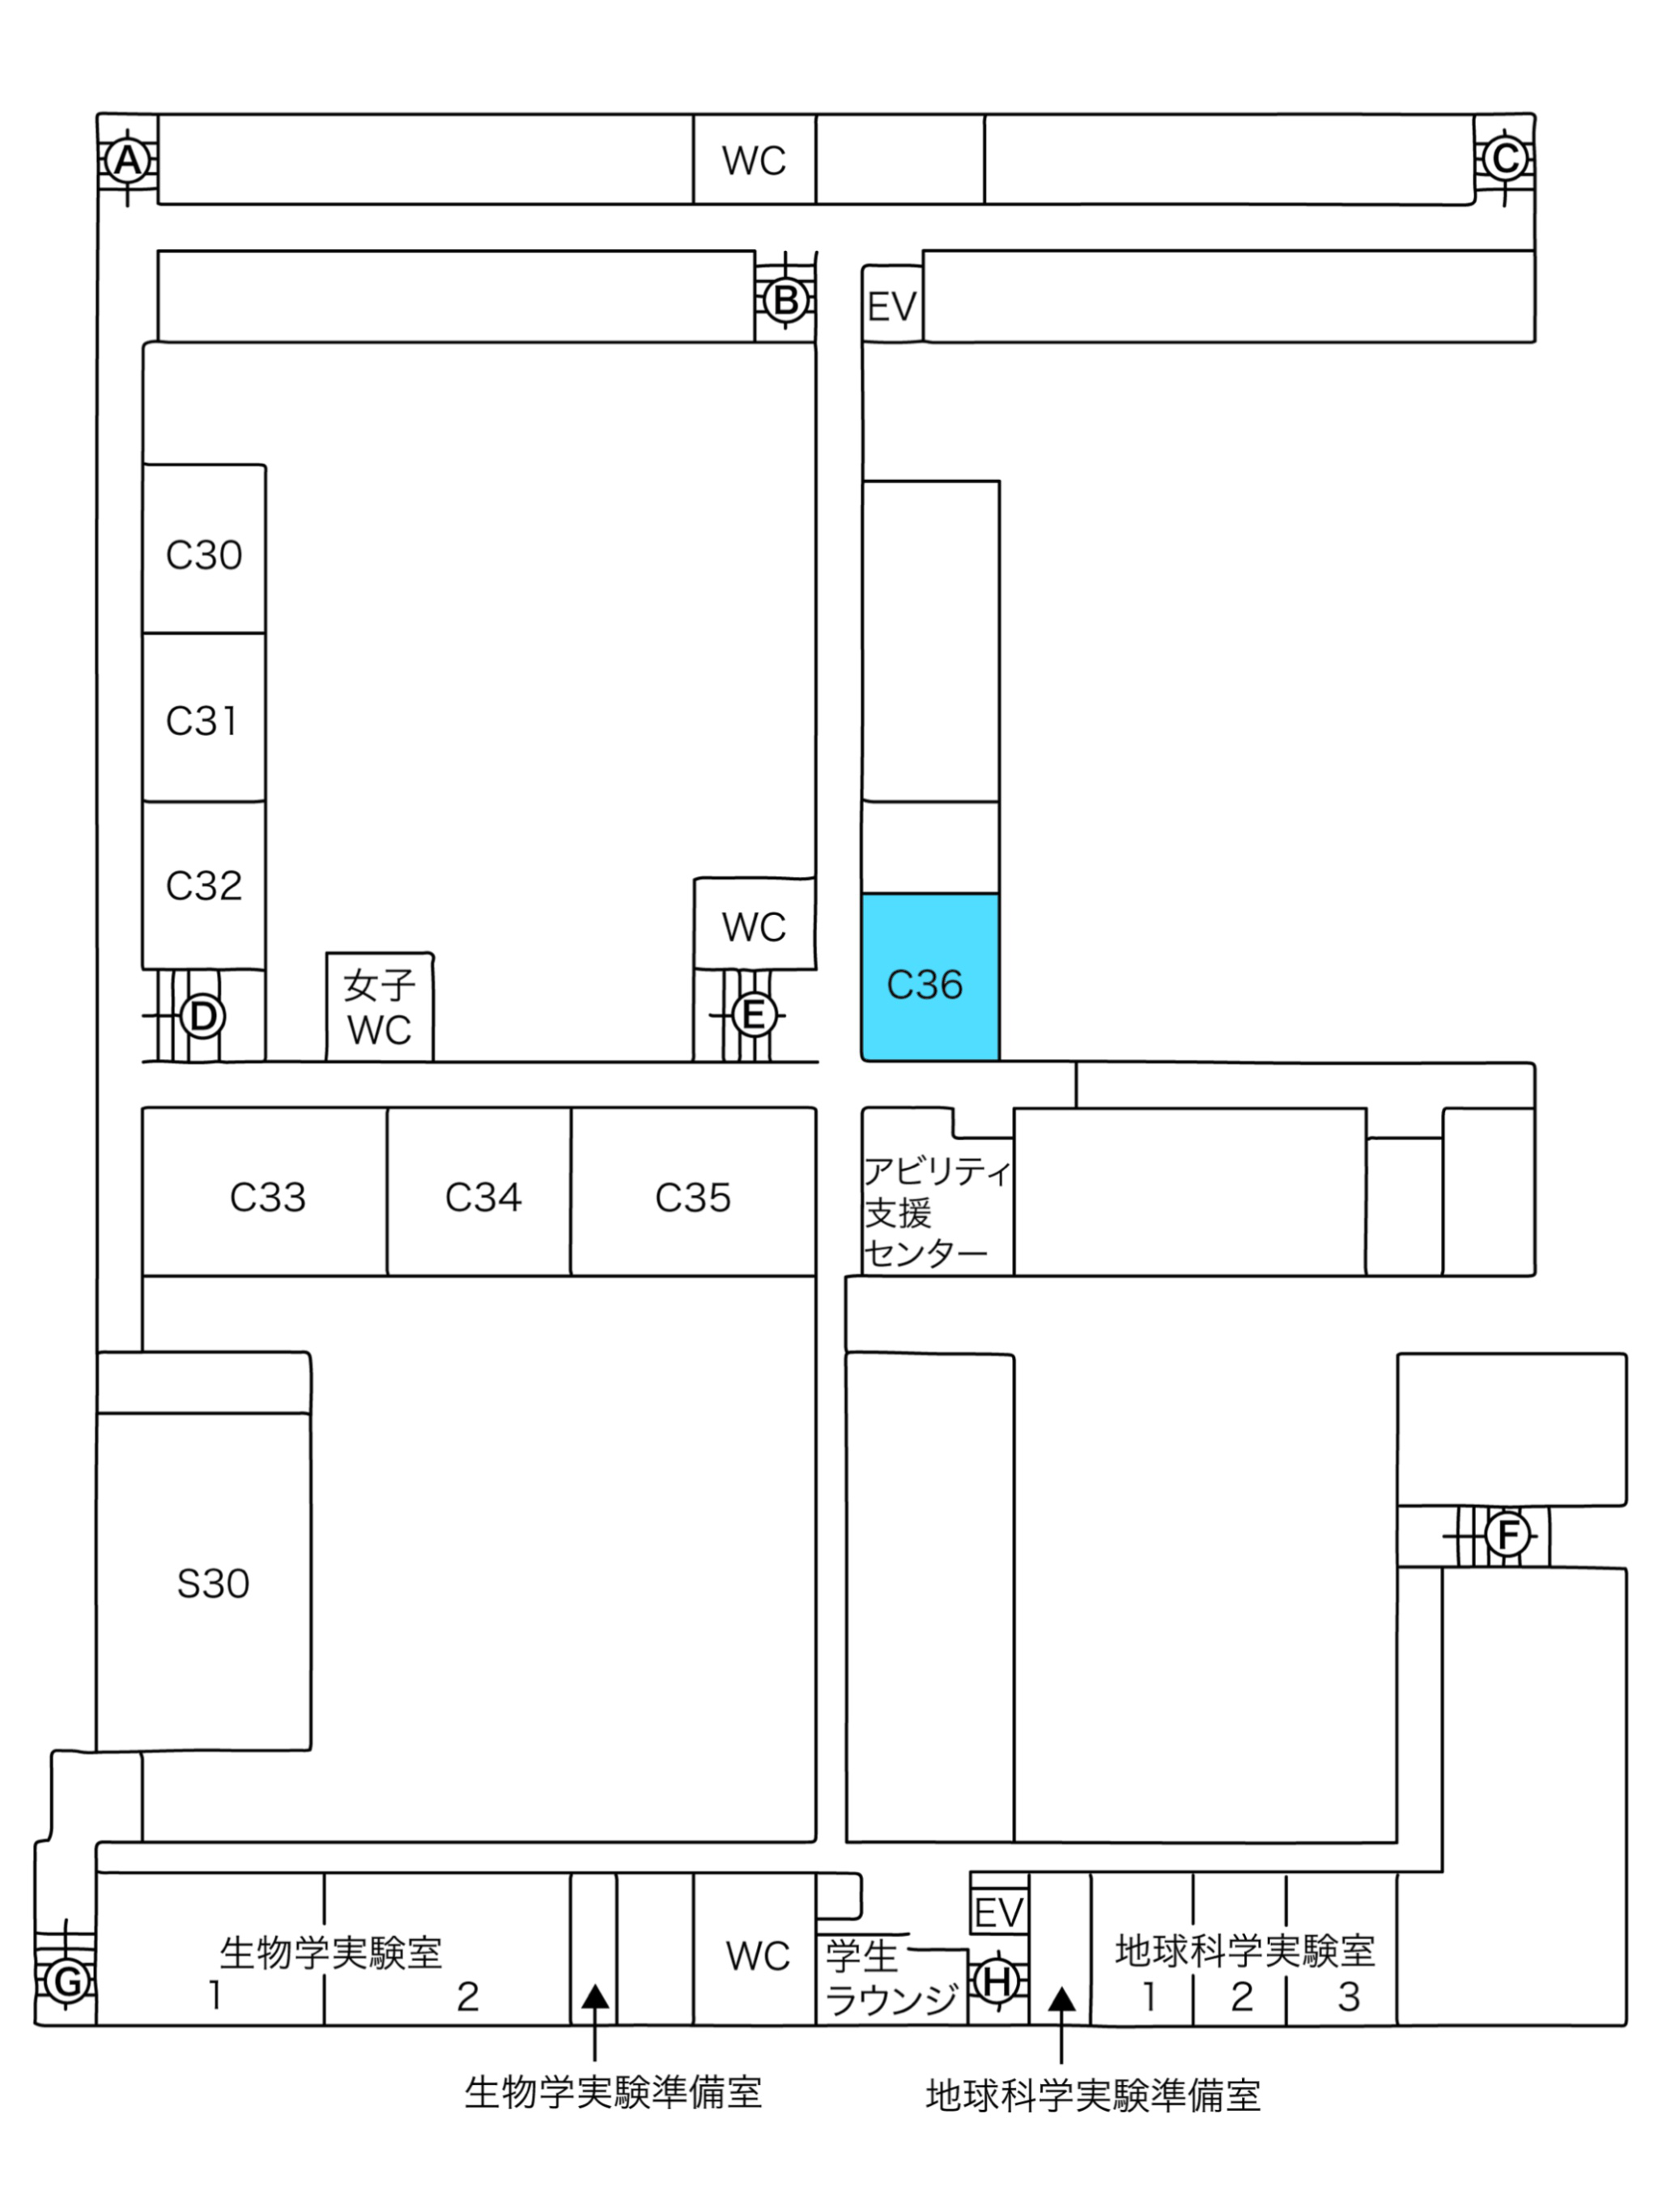 A
WC
C
B
EV
C30
C31
C32
WC
女子
WC
C36
D
E
C33
C34
C35
アビリティ
支援
センター
F
S30
EV
生物学実験室
1
2
WC
学生
ラウンジ
G
H
地球科学実験室
1
2
3
生物学実験準備室
地球科学実験準備室